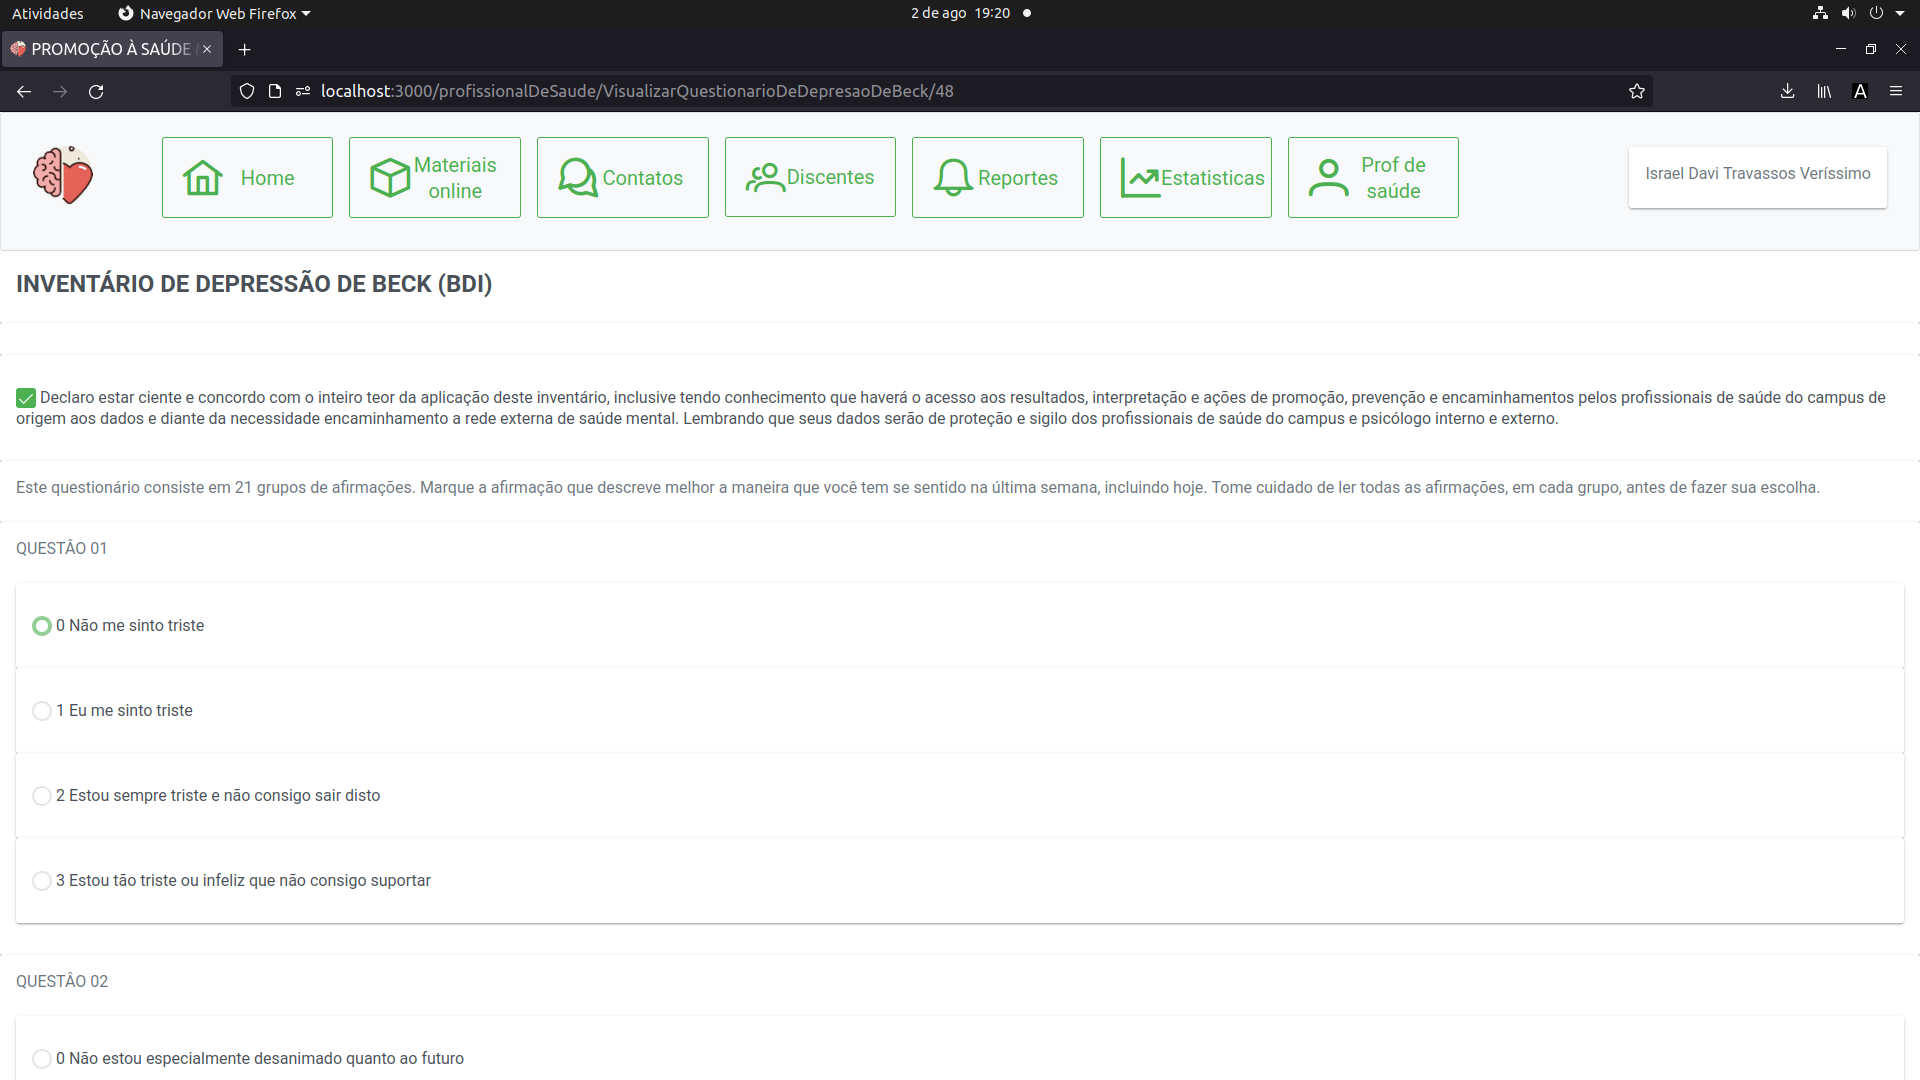 Atividades
Navegador Web Firefox
2 de ago 19:20
PROMOÇÃO À SAÚDE
localhost:3000/profissionalDeSaude/VisualizarQuestionarioDeDepresaoDeBeck/48
Home
Materiais
online
Contatos
Discentes
Reportes
Estatisticas
Prof de
saúde
Israel Davi Travassos Veríssimo
INVENTÁRIO DE DEPRESSÃO DE BECK (BDI)
Declaro estar ciente e concordo com o inteiro teor da aplicação deste inventário, inclusive tendo conhecimento que haverá o acesso aos resultados, interpretação e ações de promoção, prevenção e encaminhamentos pelos profissionais de saúde do campus de
origem aos dados e diante da necessidade encaminhamento a rede externa de saúde mental. Lembrando que seus dados serão de proteção e sigilo dos profissionais de saúde do campus e psicólogo interno e externo.
Este questionário consiste em 21 grupos de afirmações. Marque a afirmação que descreve melhor a maneira que você tem se sentido na última semana, incluindo hoje. Tome cuidado de ler todas as afirmações, em cada grupo, antes de fazer sua escolha.
QUESTÂO 01
0 Não me sinto triste
1 Eu me sinto triste
2 Estou sempre triste e não consigo sair disto
3 Estou tão triste ou infeliz que não consigo suportar
QUESTÂO 02
0 Não estou especialmente desanimado quanto ao futuro